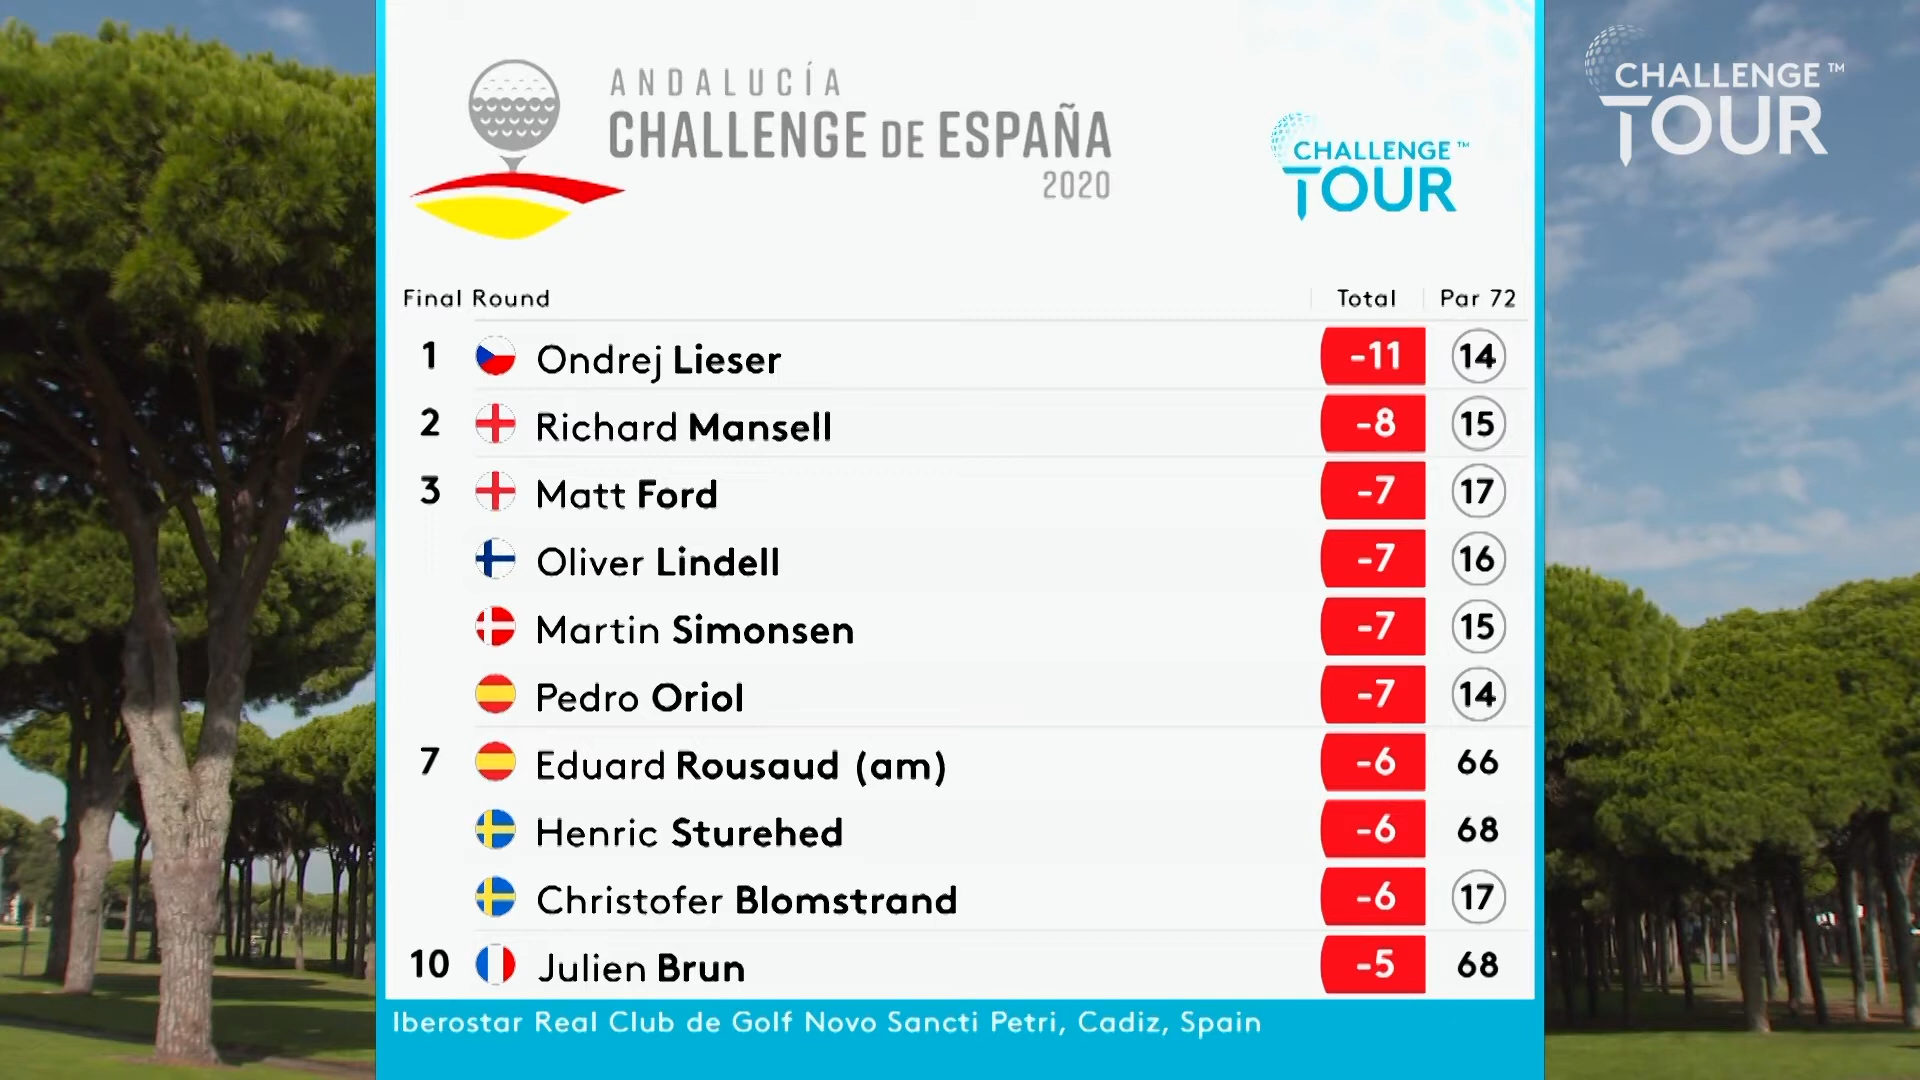 ANDALUCÍA
CHALLENGE DE ESPAÑA
2020
CHALLENGE™
TOUR
CHALLENGE™
TOUR
Final Round Total Par 72
1 Ondrej Lieser -11 14
2 Richard Mansell -8 15
3 Matt Ford -7 17
Oliver Lindell -7 16
Martin Simonsen -7 15
Pedro Oriol -7 14
7 Eduard Rousaud (am) -6 66
Henric Sturehed -6 68
Christofer Blomstrand -6 17
10 Julien Brun -5 68
Iberostar Real Club de Golf Novo Sancti Petri, Cadiz, Spain